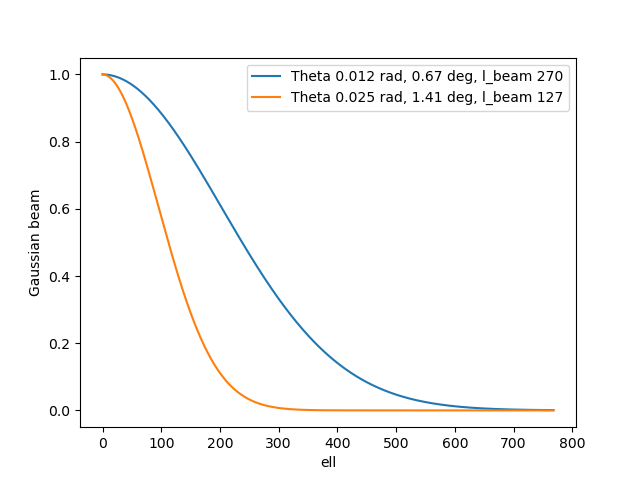 Theta 0.012 rad, 0.67 deg, l_beam 270
Theta 0.025 rad, 1.41 deg, l_beam 127
1.0
0.8
0.6
0.4
0.2
0.0
Gaussian beam
0 100 200 300 400 500 600 700 800
ell